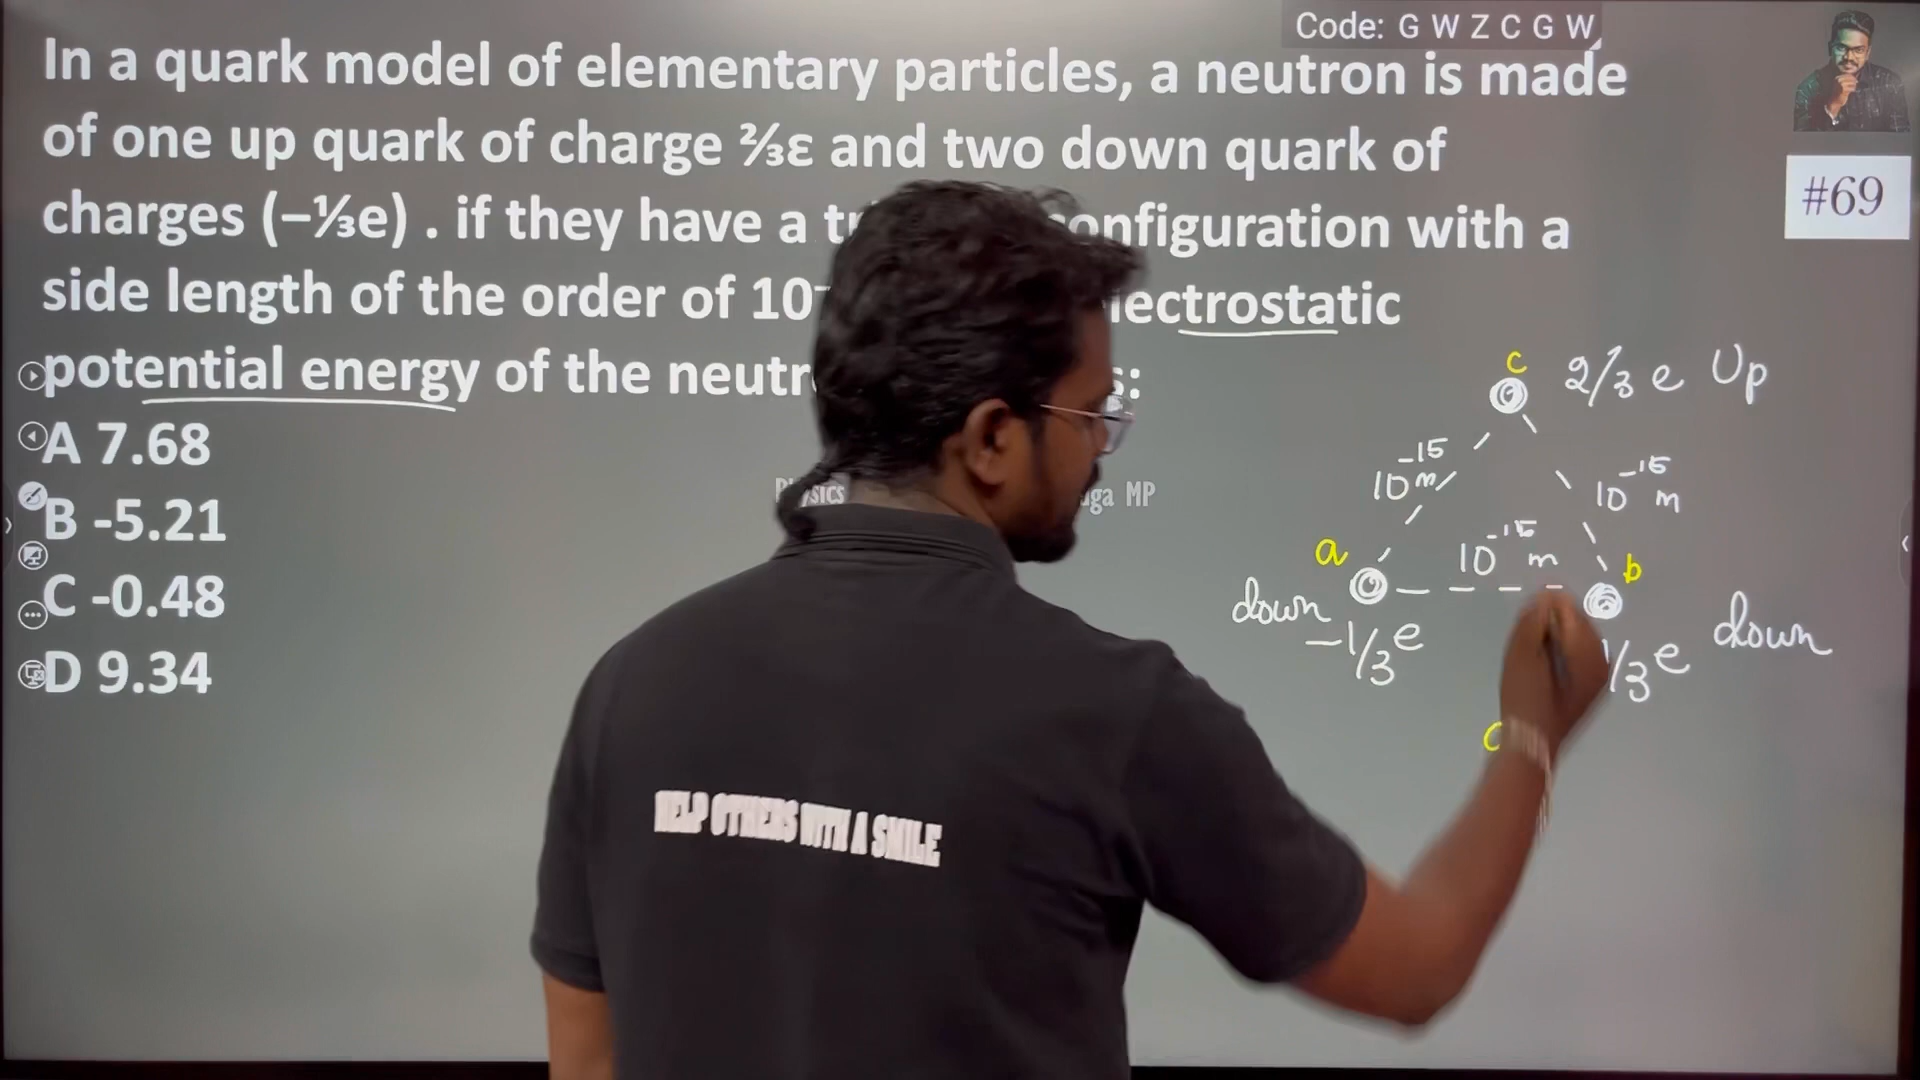 Code: G W Z C G W
In a quark model of elementary particles, a neutron is made
of one up quark of charge ⅔ε and two down quark of
charges (–⅓e) . if they have a configuration with a
side length of the order of 10
potential energy of the
A 7.68
B -5.21
C -0.48
D 9.34
#69
c 2/3 e Up
10⁻¹⁵ m
10⁻¹⁵ m
10⁻¹⁵ m
a
b
down
-1/3 e
1/3 e
down
MP
HELP OTHERS WITH A SMILE